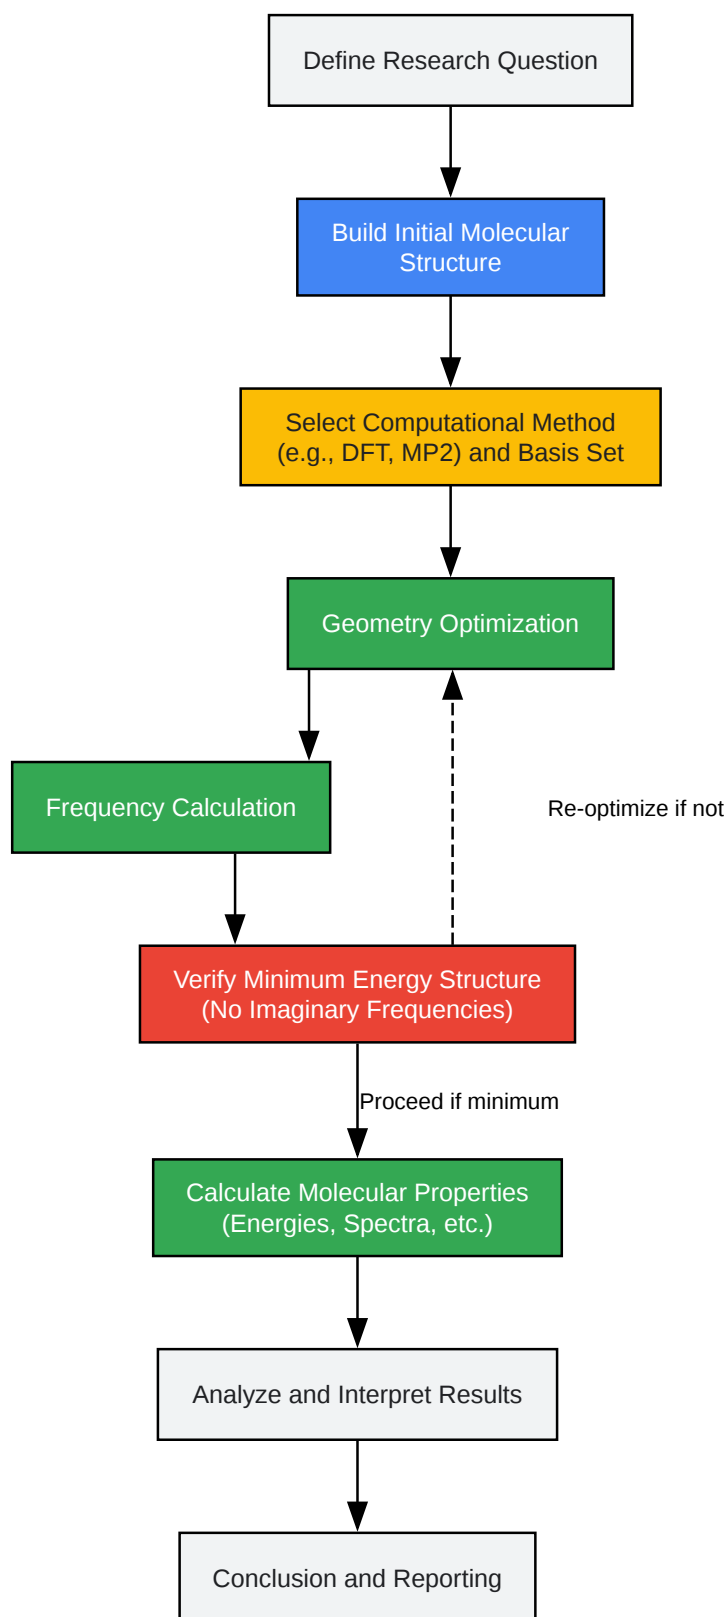 Define Research Question
Build Initial Molecular
Structure
Select Computational Method
(e.g., DFT, MP2) and Basis Set
Geometry Optimization
Frequency Calculation
Re-optimize if not
Verify Minimum Energy Structure
(No Imaginary Frequencies)
Proceed if minimum
Calculate Molecular Properties
(Energies, Spectra, etc.)
Analyze and Interpret Results
Conclusion and Reporting